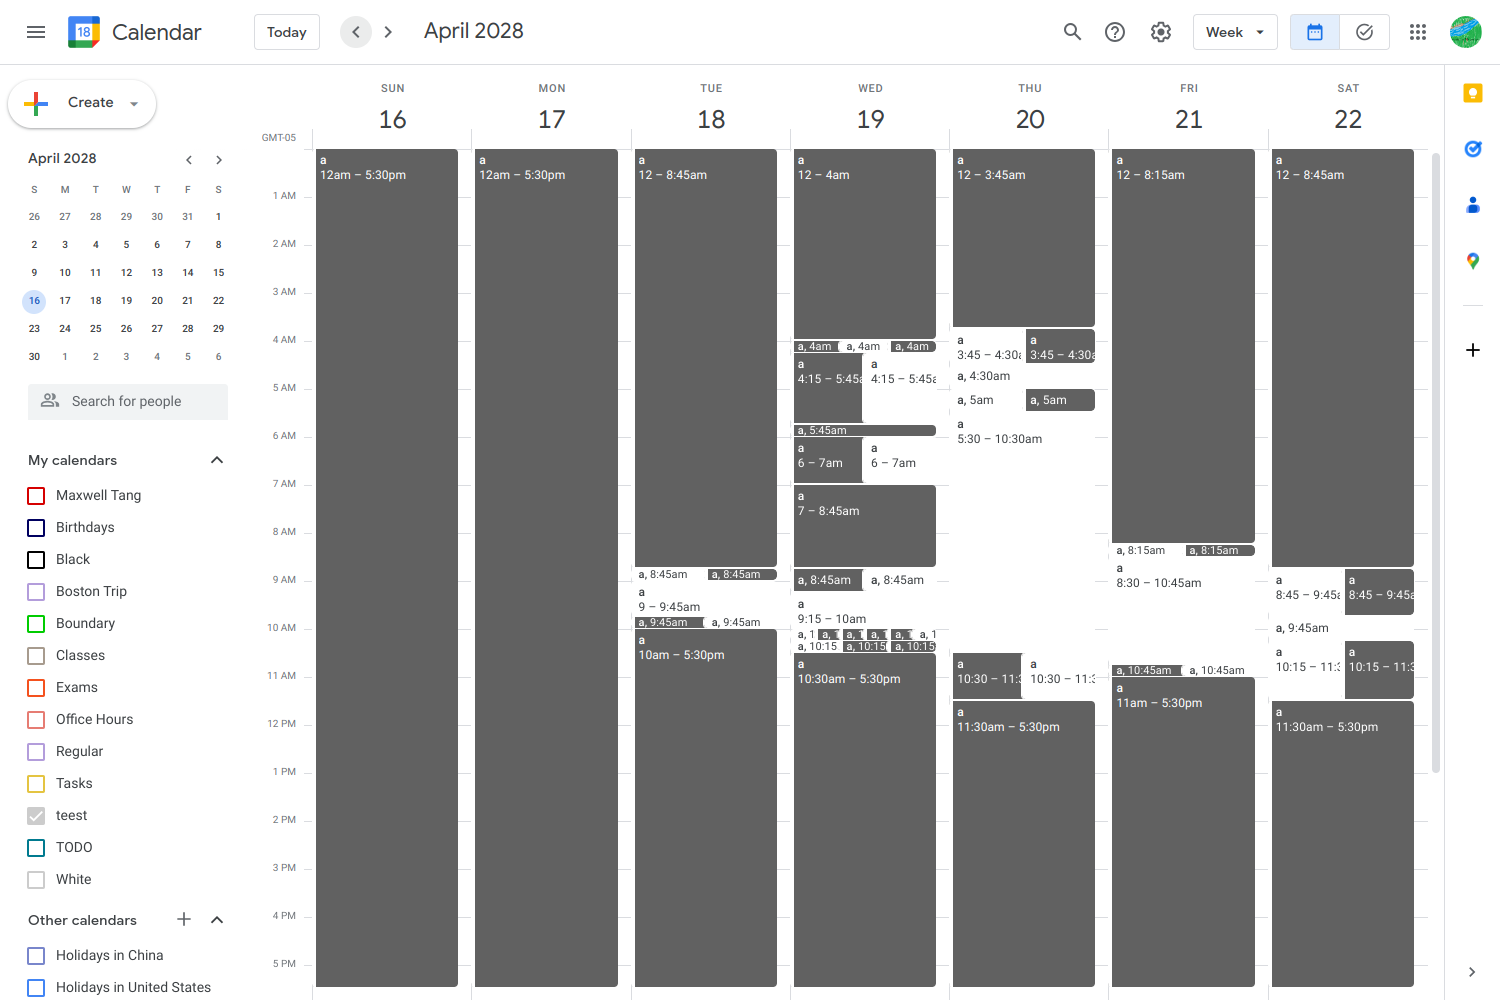 18 Calendar Today April 2028 Week
Create
April 2028
S M T W T F S
26 27 28 29 30 31 1
2 3 4 5 6 7 8
9 10 11 12 13 14 15
16 17 18 19 20 21 22
23 24 25 26 27 28 29
30 1 2 3 4 5 6
Search for people
My calendars
Maxwell Tang
Birthdays
Black
Boston Trip
Boundary
Classes
Exams
Office Hours
Regular
Tasks
teest
TODO
White
Other calendars
Holidays in China
Holidays in United States
GMT-05
1 AM
2 AM
3 AM
4 AM
5 AM
6 AM
7 AM
8 AM
9 AM
10 AM
11 AM
12 PM
1 PM
2 PM
3 PM
4 PM
5 PM
SUN
16
a
12am – 5:30pm
MON
17
a
12am – 5:30pm
TUE
18
a
12 – 8:45am
a, 8:45am
a, 8:45am
a
9 – 9:45am
a, 9:45am
a, 9:45am
a
10am – 5:30pm
WED
19
a
12 – 4am
a, 4am
a, 4am
a, 4am
a
4:15 – 5:45a
a
4:15 – 5:45a
a, 5:45am
a
6 – 7am
a
6 – 7am
a
7 – 8:45am
a, 8:45am
a, 8:45am
a
9:15 – 10am
a, 1
a, 1
a, 1
a, 1
a, 1
a, 1
a, 10:15
a, 10:15
a, 10:15
a
10:30am – 5:30pm
THU
20
a
12 – 3:45am
a
3:45 – 4:30a
a
3:45 – 4:30a
a, 4:30am
a, 5am
a, 5am
a
5:30 – 10:30am
a
10:30 – 11:3
a
10:30 – 11:3
a
11:30am – 5:30pm
FRI
21
a
12 – 8:15am
a, 8:15am
a, 8:15am
a
8:30 – 10:45am
a, 10:45am
a, 10:45am
a
11am – 5:30pm
SAT
22
a
12 – 8:45am
a
8:45 – 9:45a
a
8:45 – 9:45a
a, 9:45am
a
10:15 – 11:3
a
10:15 – 11:3
a
11:30am – 5:30pm